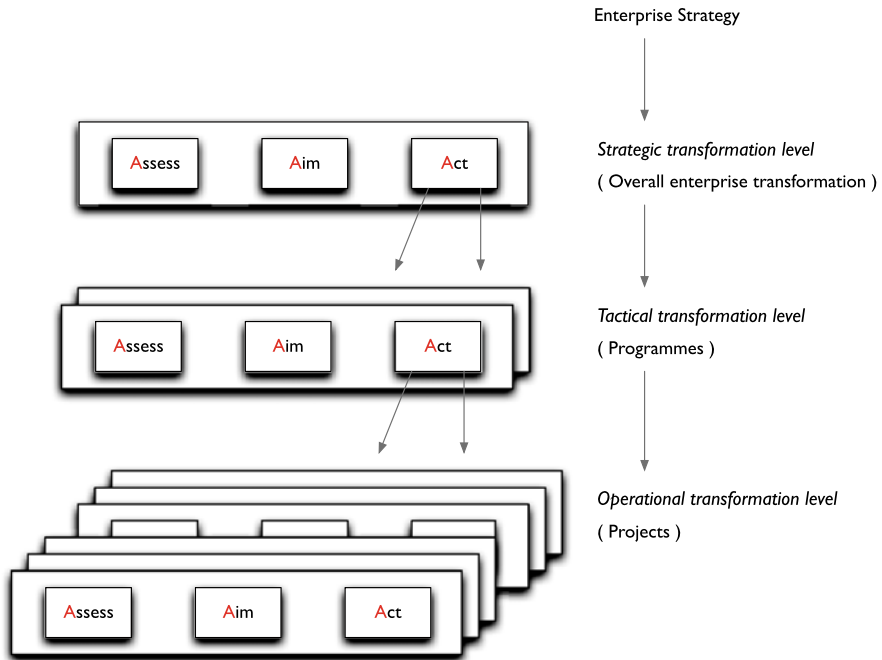 Enterprise Strategy
Assess Aim Act
Strategic transformation level
( Overall enterprise transformation )
Assess Aim Act
Tactical transformation level
( Programmes )
Operational transformation level
( Projects )
Assess Aim Act